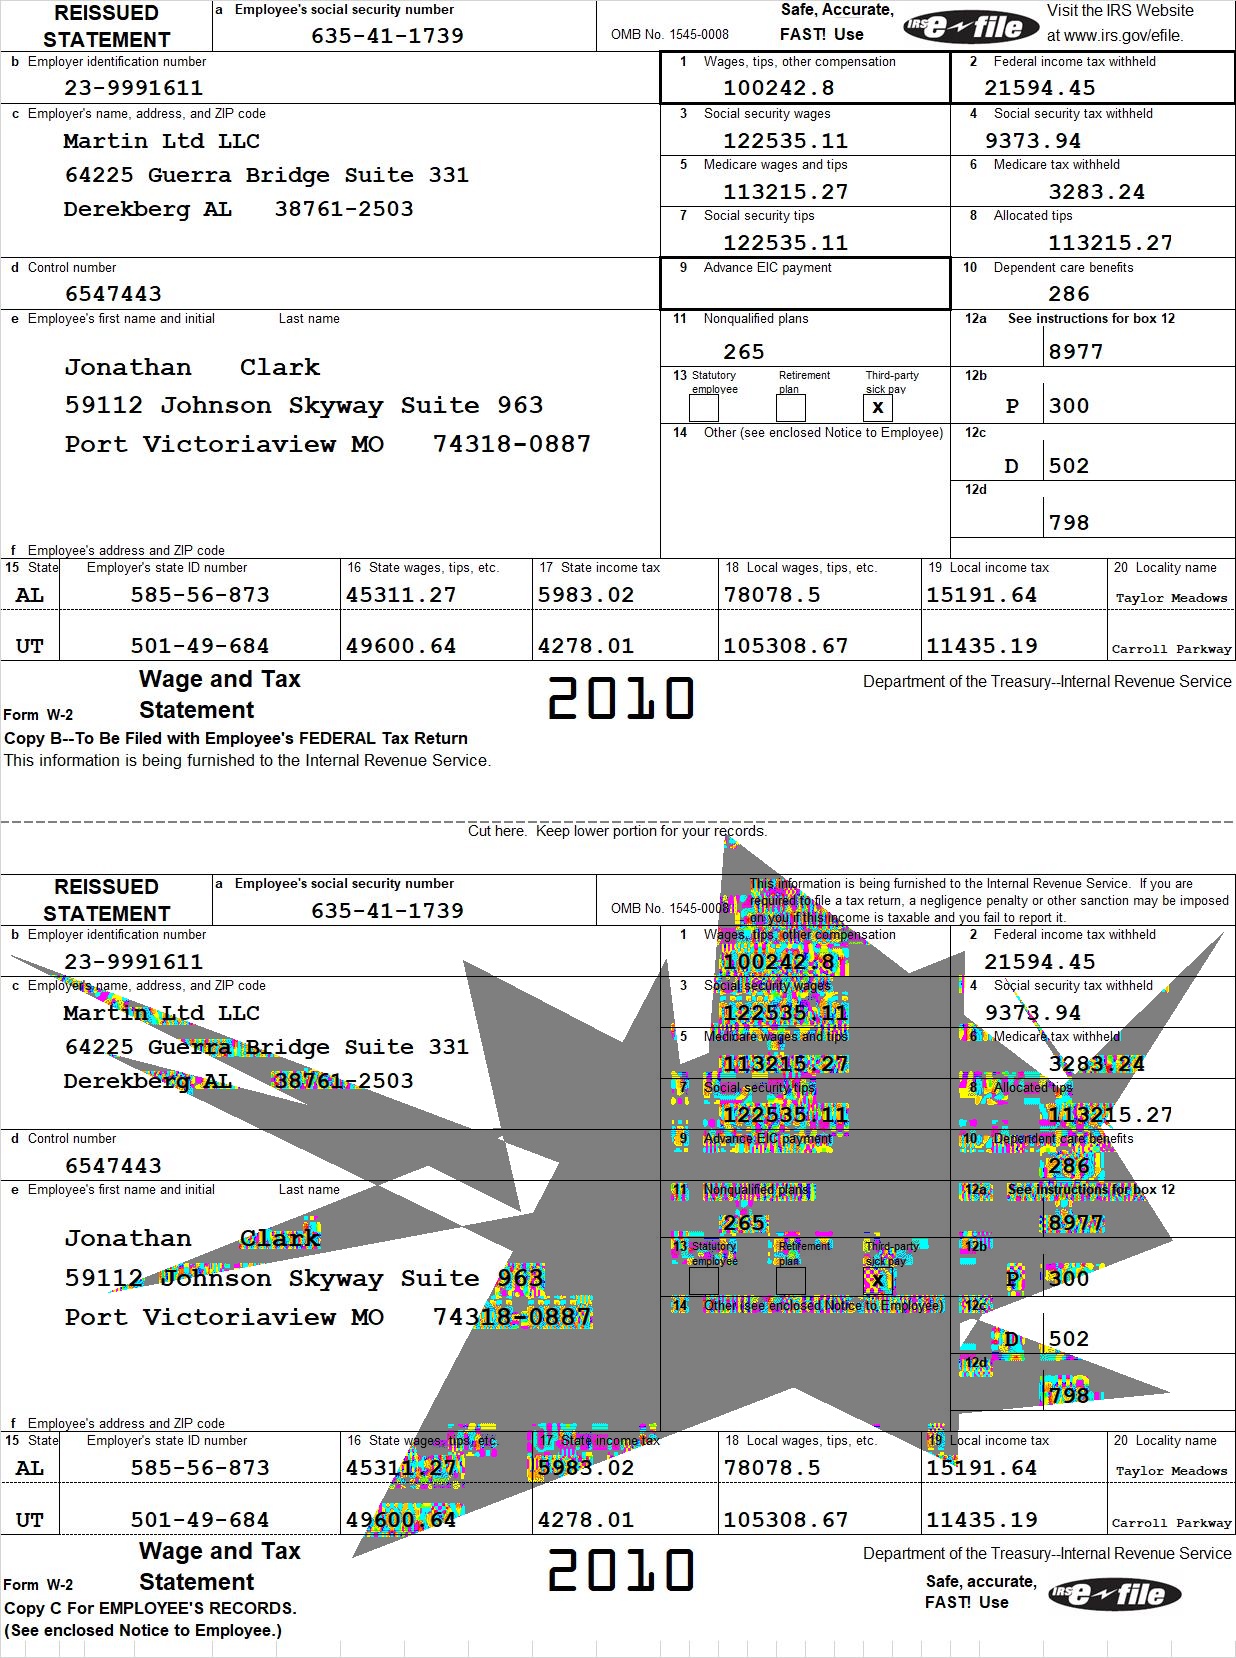 REISSUED STATEMENT
a Employee's social security number
635-41-1739
OMB No. 1545-0008
Safe, Accurate, FAST! Use
IRS e-file
Visit the IRS Website at www.irs.gov/efile.
b Employer identification number
23-9991611
1 Wages, tips, other compensation
100242.8
2 Federal income tax withheld
21594.45
c Employer's name, address, and ZIP code
Martin Ltd LLC
64225 Guerra Bridge Suite 331
Derekberg AL 38761-2503
3 Social security wages
122535.11
4 Social security tax withheld
9373.94
5 Medicare wages and tips
113215.27
6 Medicare tax withheld
3283.24
7 Social security tips
122535.11
8 Allocated tips
113215.27
d Control number
6547443
9 Advance EIC payment
10 Dependent care benefits
286
e Employee's first name and initial Last name
Jonathan Clark
59112 Johnson Skyway Suite 963
Port Victoriaview MO 74318-0887
11 Nonqualified plans
265
12a See instructions for box 12
8977
13 Statutory employee Retirement plan Third-party sick pay
X
12b
P 300
14 Other (see enclosed Notice to Employee)
12c
D 502
12d
798
f Employee's address and ZIP code
15 State Employer's state ID number 16 State wages, tips, etc. 17 State income tax 18 Local wages, tips, etc. 19 Local income tax 20 Locality name
AL 585-56-873 45311.27 5983.02 78078.5 15191.64 Taylor Meadows
UT 501-49-684 49600.64 4278.01 105308.67 11435.19 Carroll Parkway
Form W-2 Wage and Tax Statement
2010
Department of the Treasury--Internal Revenue Service
Copy B--To Be Filed with Employee's FEDERAL Tax Return
This information is being furnished to the Internal Revenue Service.
Cut here. Keep lower portion for your records.
REISSUED STATEMENT
a Employee's social security number
635-41-1739
OMB No. 1545-0008
This information is being furnished to the Internal Revenue Service. If you are
required to file a tax return, a negligence penalty or other sanction may be imposed
on you if this income is taxable and you fail to report it.
b Employer identification number
23-9991611
1 Wages, tips, other compensation
100242.8
2 Federal income tax withheld
21594.45
c Employer's name, address, and ZIP code
Martin Ltd LLC
64225 Guerra Bridge Suite 331
Derekberg AL 38761-2503
3 Social security wages
122535.11
4 Social security tax withheld
9373.94
5 Medicare wages and tips
113215.27
6 Medicare tax withheld
3283.24
7 Social security tips
122535.11
8 Allocated tips
113215.27
d Control number
6547443
9 Advance EIC payment
10 Dependent care benefits
286
e Employee's first name and initial Last name
Jonathan Clark
59112 Johnson Skyway Suite 963
Port Victoriaview MO 74318-0887
11 Nonqualified plans
265
12a See instructions for box 12
8977
13 Statutory employee Retirement plan Third-party sick pay
X
12b
P 300
14 Other (see enclosed Notice to Employee)
12c
D 502
12d
798
f Employee's address and ZIP code
15 State Employer's state ID number 16 State wages, tips, etc. 17 State income tax 18 Local wages, tips, etc. 19 Local income tax 20 Locality name
AL 585-56-873 45311.27 5983.02 78078.5 15191.64 Taylor Meadows
UT 501-49-684 49600.64 4278.01 105308.67 11435.19 Carroll Parkway
Form W-2 Wage and Tax Statement
2010
Department of the Treasury--Internal Revenue Service
Safe, accurate, FAST! Use
IRS e-file
Copy C For EMPLOYEE'S RECORDS.
(See enclosed Notice to Employee.)